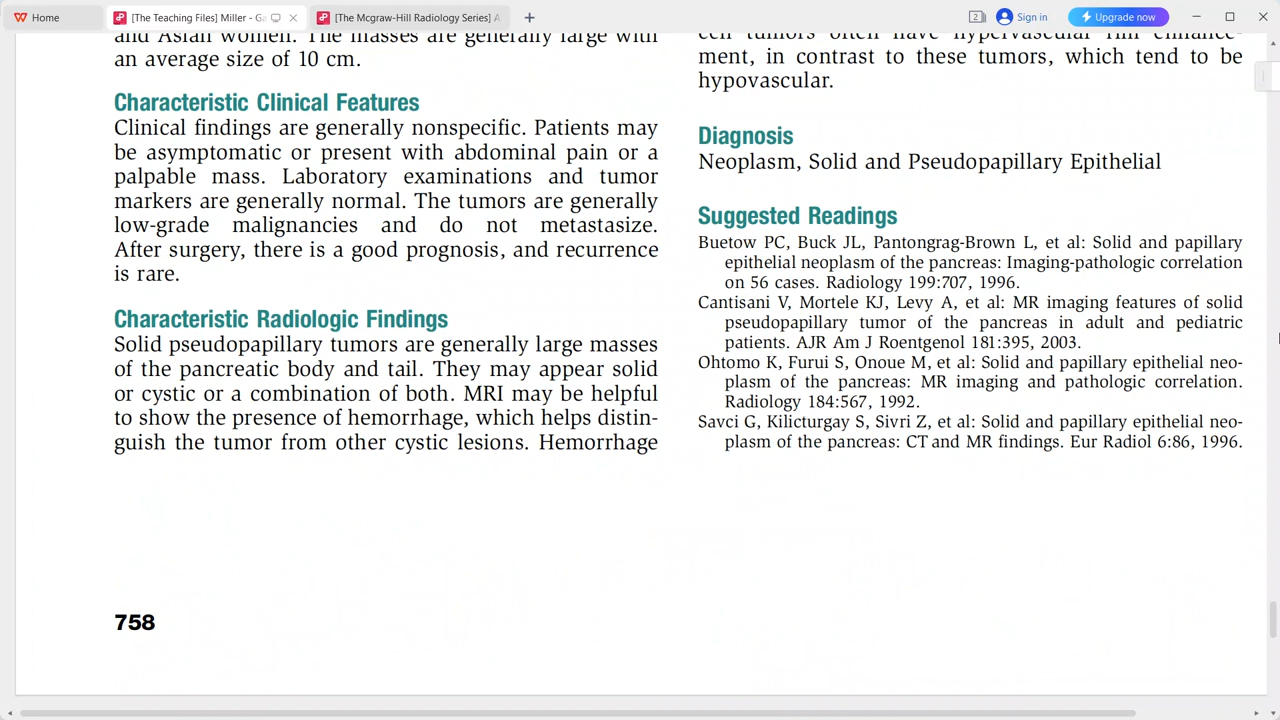 Home
[The Teaching Files] Miller - Ga
[The Mcgraw-Hill Radiology Series] A
2
Sign in
Upgrade now
and Asian women. The masses are generally large with
an average size of 10 cm.
Characteristic Clinical Features
Clinical findings are generally nonspecific. Patients may
be asymptomatic or present with abdominal pain or a
palpable mass. Laboratory examinations and tumor
markers are generally normal. The tumors are generally
low-grade malignancies and do not metastasize.
After surgery, there is a good prognosis, and recurrence
is rare.
Characteristic Radiologic Findings
Solid pseudopapillary tumors are generally large masses
of the pancreatic body and tail. They may appear solid
or cystic or a combination of both. MRI may be helpful
to show the presence of hemorrhage, which helps distin-
guish the tumor from other cystic lesions. Hemorrhage
758
cell tumors often have hypervascular rim enhance-
ment, in contrast to these tumors, which tend to be
hypovascular.
Diagnosis
Neoplasm, Solid and Pseudopapillary Epithelial
Suggested Readings
Buetow PC, Buck JL, Pantongrag-Brown L, et al: Solid and papillary
epithelial neoplasm of the pancreas: Imaging-pathologic correlation
on 56 cases. Radiology 199:707, 1996.
Cantisani V, Mortele KJ, Levy A, et al: MR imaging features of solid
pseudopapillary tumor of the pancreas in adult and pediatric
patients. AJR Am J Roentgenol 181:395, 2003.
Ohtomo K, Furui S, Onoue M, et al: Solid and papillary epithelial neo-
plasm of the pancreas: MR imaging and pathologic correlation.
Radiology 184:567, 1992.
Savci G, Kilicturgay S, Sivri Z, et al: Solid and papillary epithelial neo-
plasm of the pancreas: CT and MR findings. Eur Radiol 6:86, 1996.